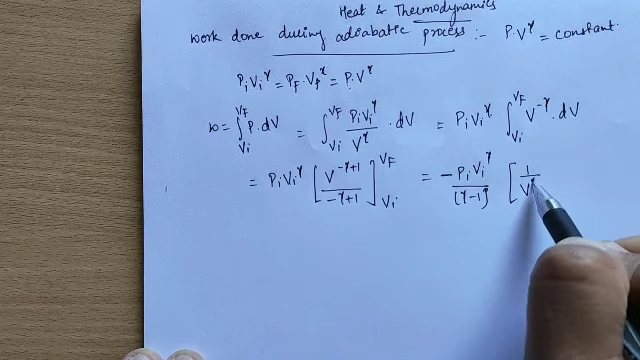 Heat & Thermodynamics
work done during adiabatic process :- P·V^γ = constant.
P_i V_i^γ = P_F·V_F^γ = P·V^γ
w = ∫_{V_i}^{V_F} P·dV = ∫_{V_i}^{V_F} P_i V_i^γ / V^γ · dV = P_i V_i^γ ∫_{V_i}^{V_F} V^{-γ}·dV
= P_i V_i^γ [ V^{-γ+1} / -γ+1 ]_{V_i}^{V_F} = - P_i V_i^γ / (γ-1) [ 1 / V^γ